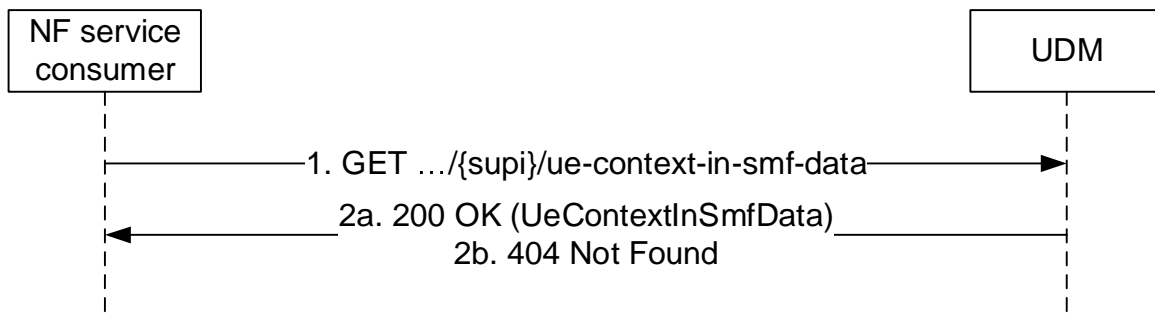 NF service
consumer
UDM
1. GET …/{supi}/ue-context-in-smf-data
2a. 200 OK (UeContextInSmfData)
2b. 404 Not Found